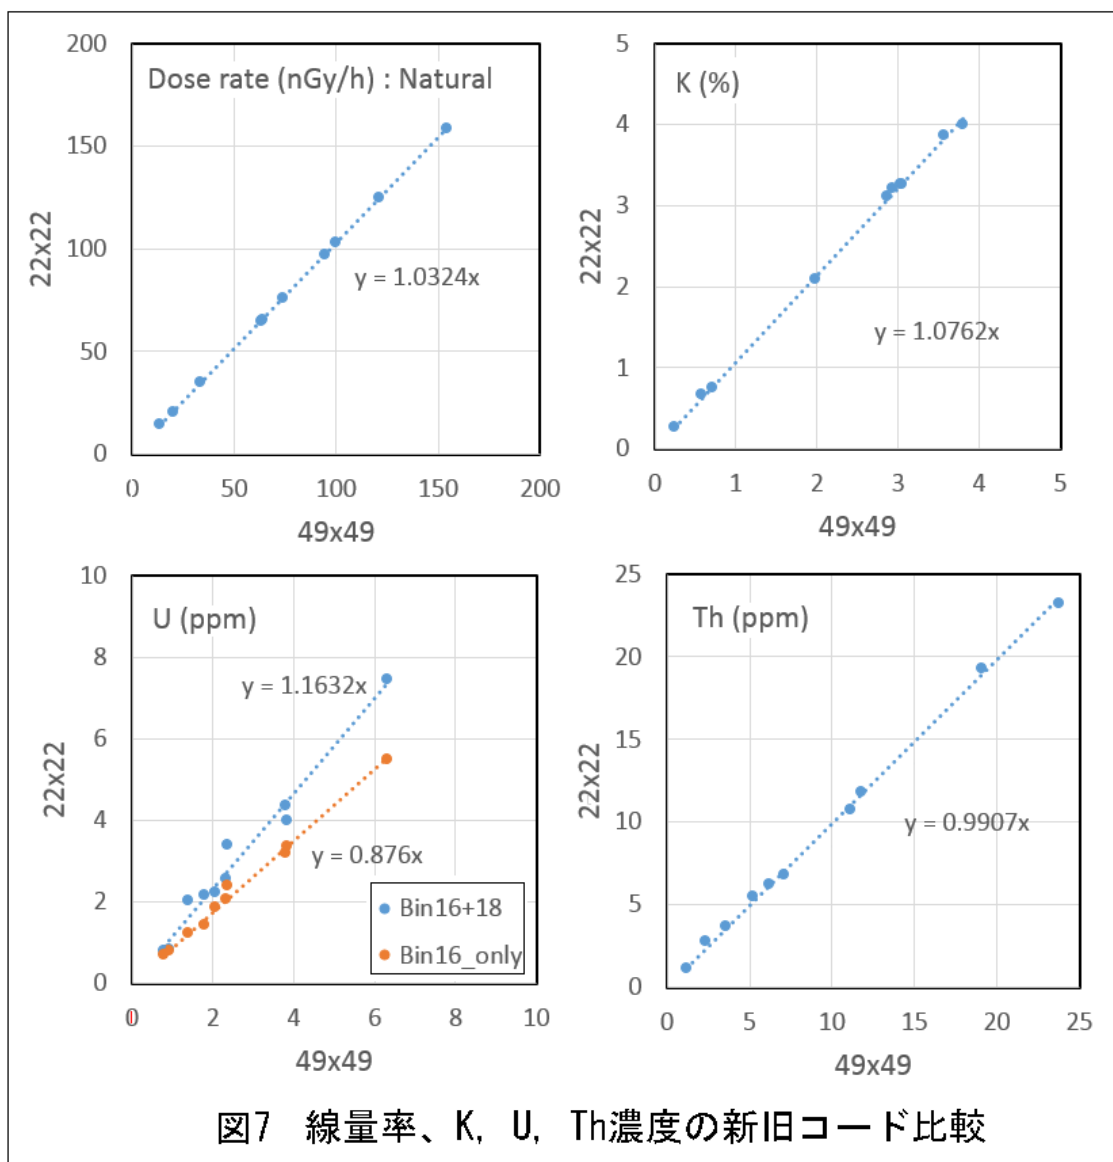 Dose rate (nGy/h) : Natural
200
150
100
50
0
22x22
y = 1.0324x
0 50 100 150 200
49x49
K (%)
5
4
3
2
1
0
22x22
y = 1.0762x
0 1 2 3 4 5
49x49
U (ppm)
10
8
6
4
2
0
22x22
y = 1.1632x
y = 0.876x
Bin16+18
Bin16_only
0 2 4 6 8 10
49x49
Th (ppm)
25
20
15
10
5
0
22x22
y = 0.9907x
0 5 10 15 20 25
49x49
図7 線量率、K, U, Th濃度の新旧コード比較